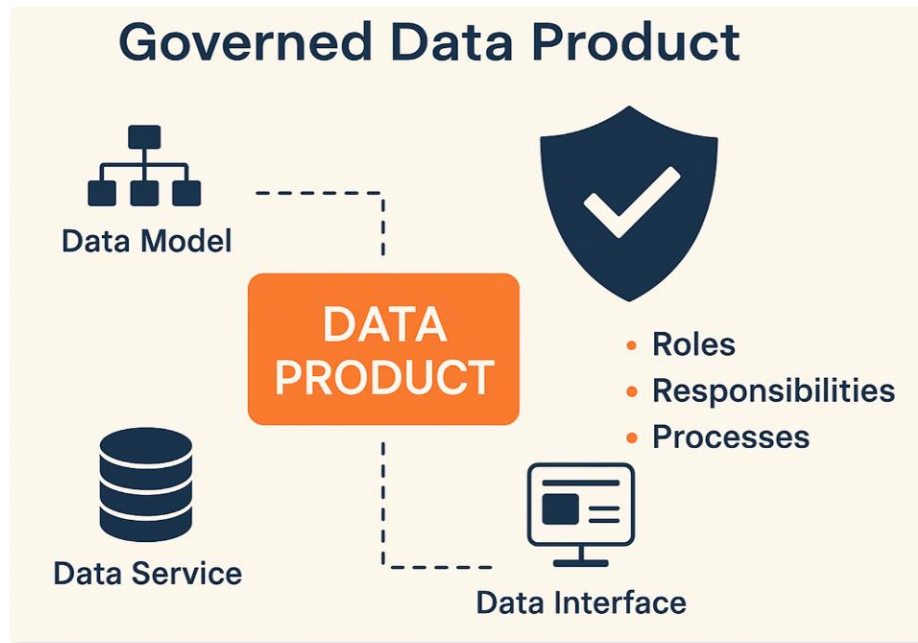 Governed Data Product
Data Model
DATA
PRODUCT
• Roles
• Responsibilities
• Processes
Data Service
Data Interface